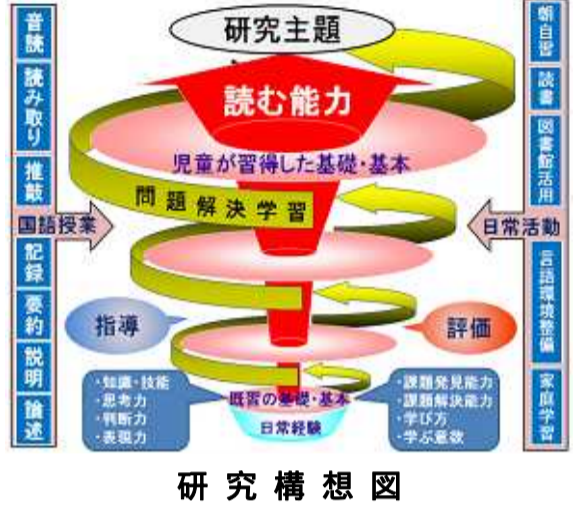 研究主題
読む能力
児童が習得した基礎・基本
問題解決学習
音読
読み取り
推敲
国語授業
記録
要約
説明
論述
朝自習
読書
図書館活用
日常活動
言語環境整備
家庭学習
指導
評価
・知識・技能
・思考力
・判断力
・表現力
既習の基礎・基本
日常経験
・課題発見能力
・課題解決能力
・学び方
・学ぶ意欲
研究構想図